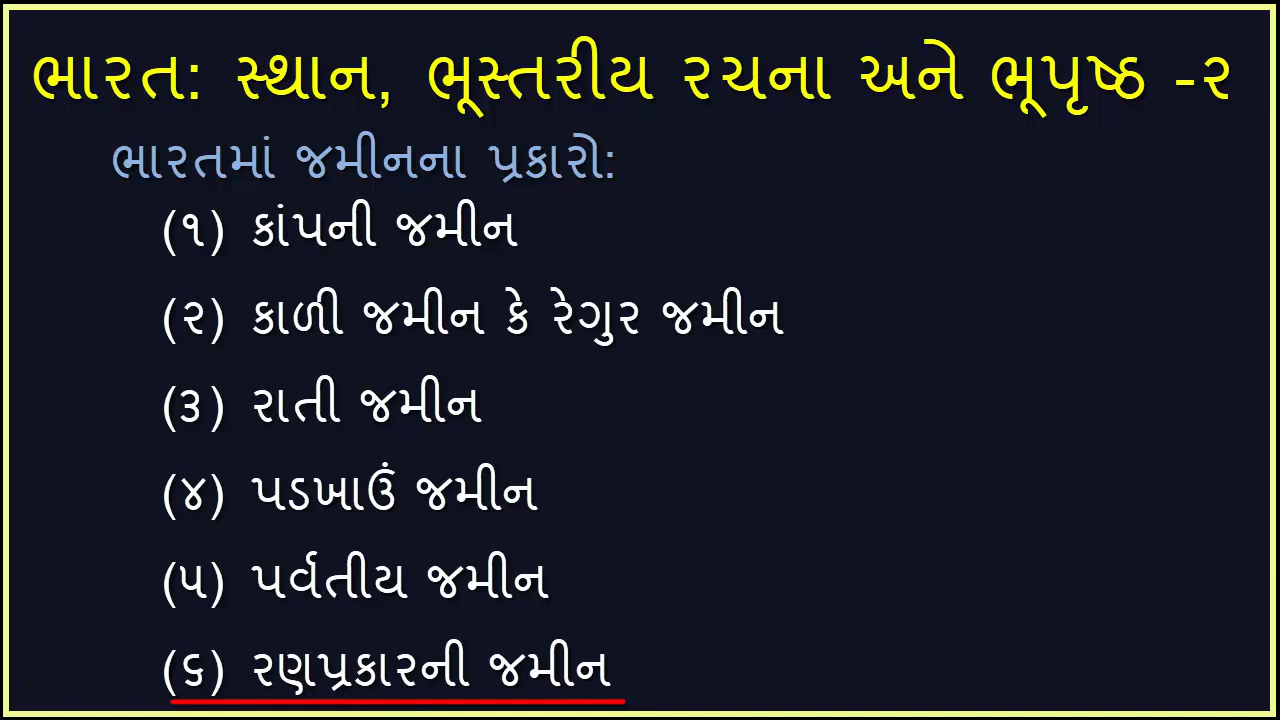 ભારત: સ્થાન, ભૂસ્તરીય રચના અને ભૂપૃષ્ઠ -૨
ભારતમાં જમીનના પ્રકારો:
(૧) કાંપની જમીન
(૨) કાળી જમીન કે રેગુર જમીન
(૩) રાતી જમીન
(૪) પડખાઉં જમીન
(૫) પર્વતીય જમીન
(૬) રણપ્રકારની જમીન